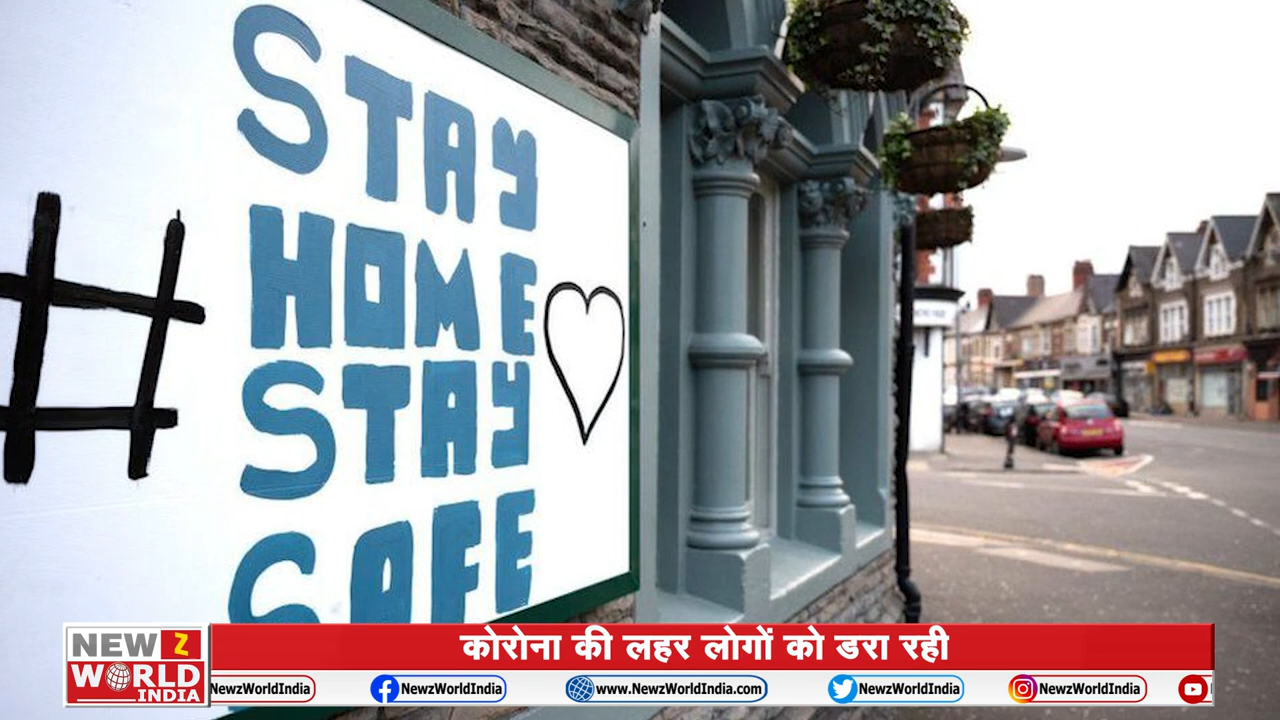 #
STAY
HOME
STAY
SAFE
कोरोना की लहर लोगों को डरा रही
NEWZ
WORLD
INDIA
NewzWorldIndia
NewzWorldIndia
www.NewzWorldIndia.com
NewzWorldIndia
NewzWorldIndia